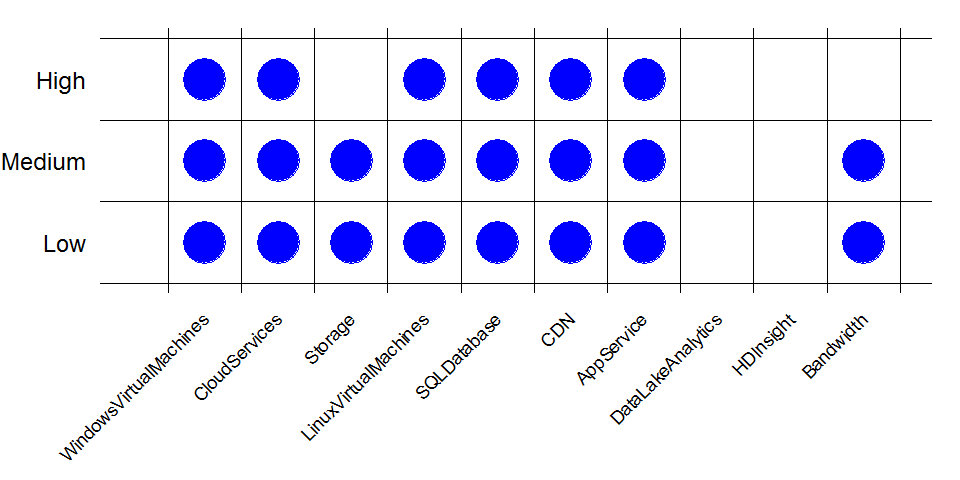 High
Medium
Low
WindowsVirtualMachines
CloudServices
Storage
LinuxVirtualMachines
SQLDatabase
CDN
AppService
DataLakeAnalytics
HDInsight
Bandwidth